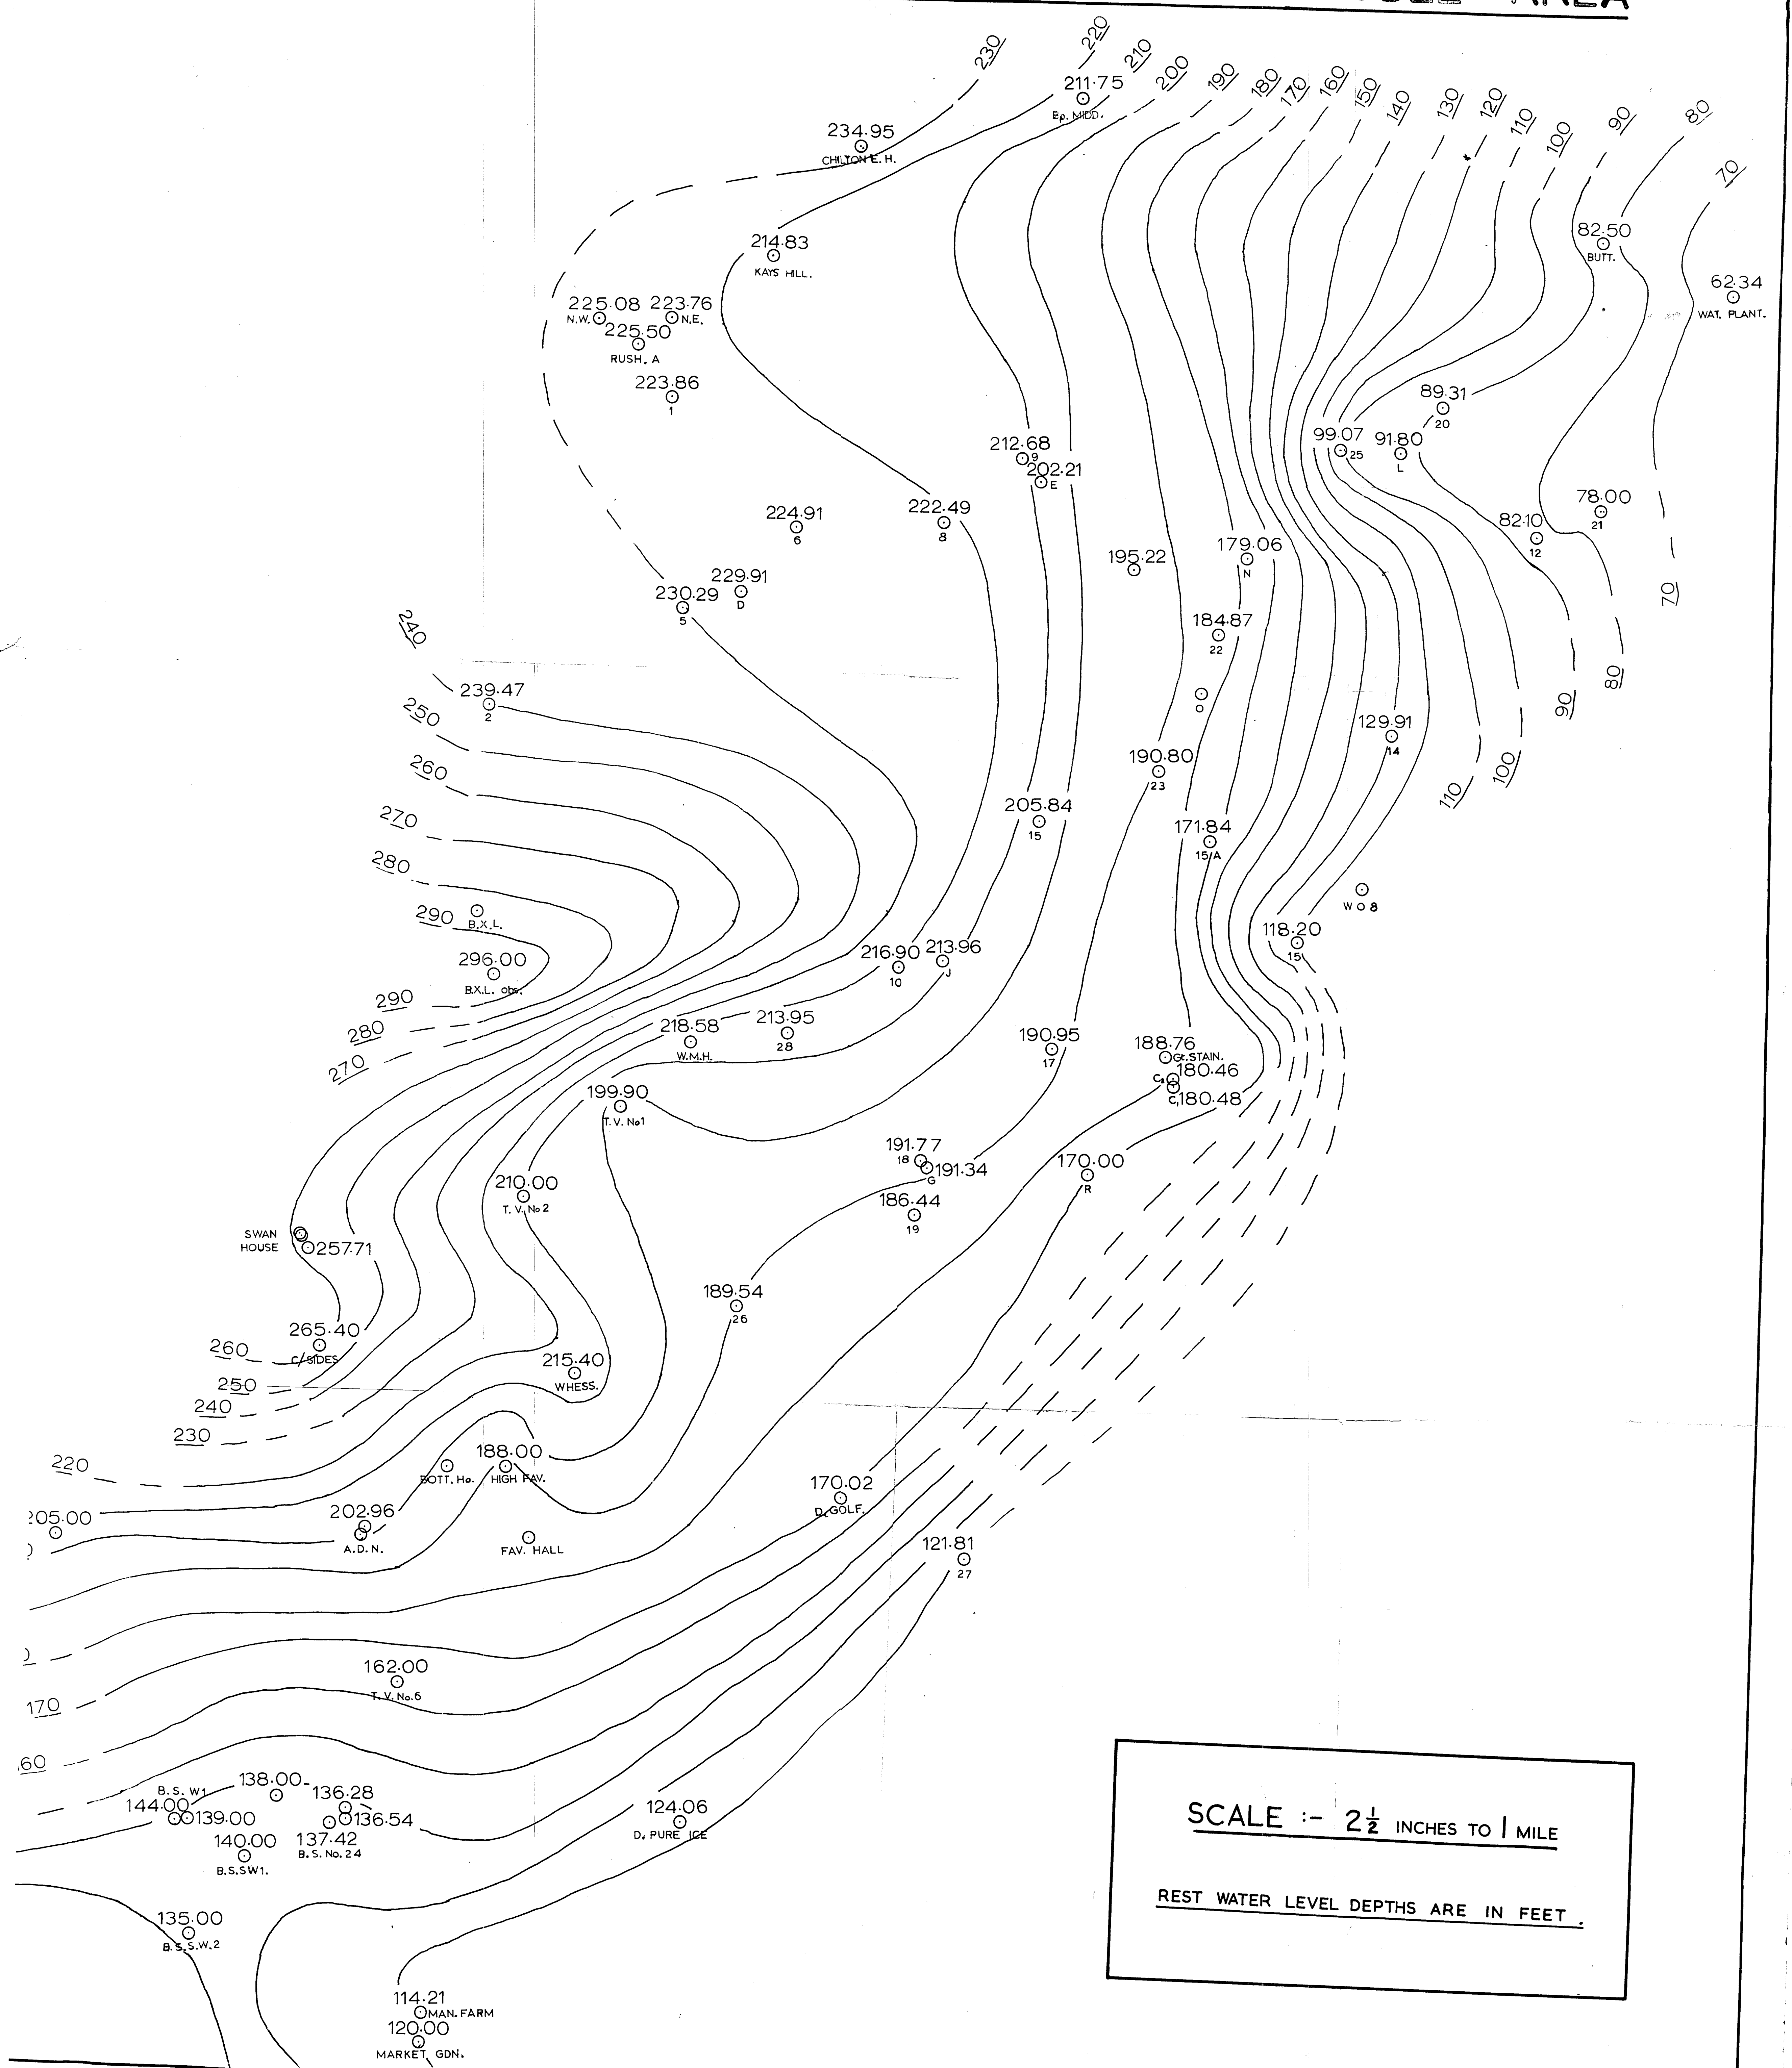 AREA
230
220
210
200
190
180
170
160
150
140
130
120
110
100
90
80
70
211.75
Ep. MIDD.
234.95
CHILTON E. H.
214.83
KAYS HILL.
82.50
BUTT.
62.34
WAT. PLANT.
225.08 223.76
N.W. N.E.
225.50
RUSH. A
223.86
1
89.31
20
99.07 91.80
25 L
212.68
9
202.21
E
222.49
8
224.91
6
78.00
21
82.10
12
195.22
179.06
N
229.91
D
230.29
5
70
240
184.87
22
80
90
239.47
2
O
250
129.91
14
260
190.80
23
100
110
205.84
15
270
171.84
15/A
280
W O 8
290 B.X.L.
118.20
15
296.00
B.X.L. obs.
216.90 213.96
10 J
290
280
270
218.58
W.M.H.
213.95
28
190.95
17
188.76
Gt. STAIN.
180.46
C, 180.48
199.90
T.V. No1
191.77
18
191.34
G
170.00
R
210.00
T.V. No 2
186.44
19
SWAN
HOUSE 257.71
189.54
26
265.40
C/SIDES
260
215.40
WHESS.
250
240
230
220
188.00
BOTT. Ho. HIGH FAV.
170.02
D. GOLF.
205.00
202.96
A.D.N.
FAV. HALL
121.81
27
162.00
T. V. No. 6
170
60
B.S. W1
138.00
136.28
144.00 139.00 136.54
140.00
B.S.SW1.
137.42
B.S. No. 24
124.06
D. PURE ICE
SCALE :- 2½ INCHES TO 1 MILE
REST WATER LEVEL DEPTHS ARE IN FEET .
135.00
B.S.S.W.2
114.21
MAN. FARM
120.00
MARKET GDN.